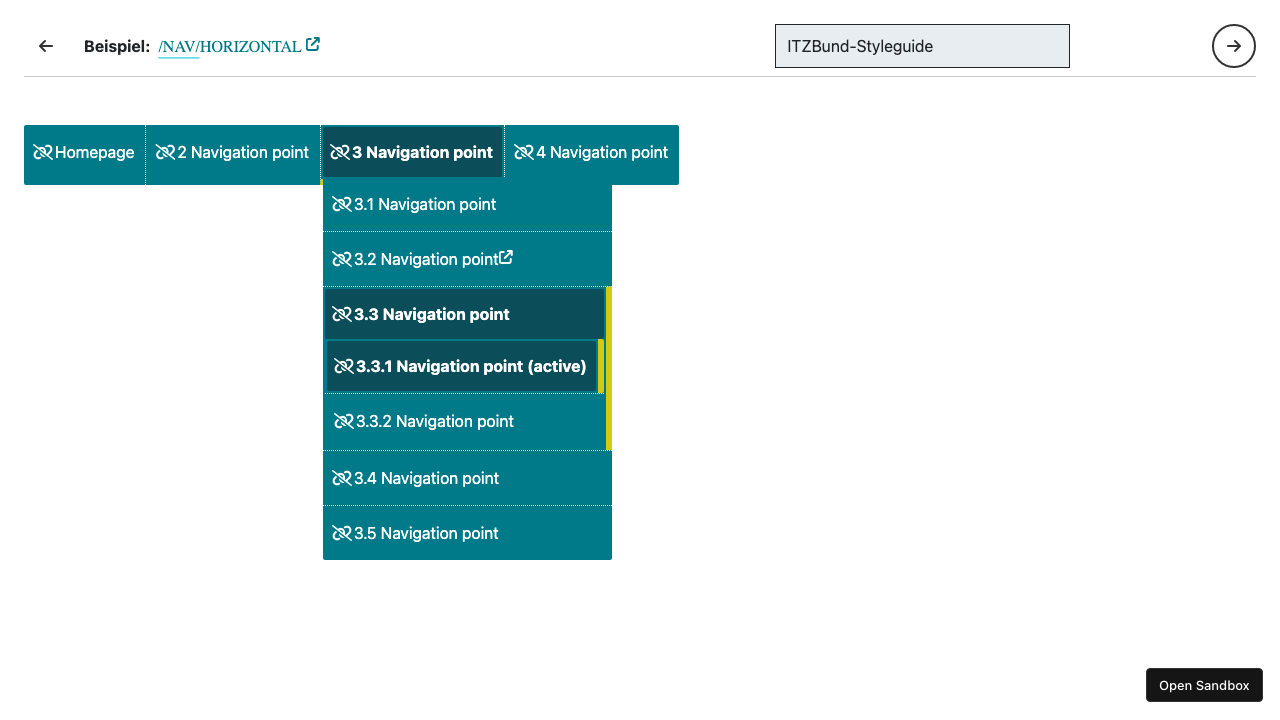 Beispiel: /NAV/HORIZONTAL
ITZBund-Styleguide
Homepage 2 Navigation point 3 Navigation point 4 Navigation point
3.1 Navigation point
3.2 Navigation point
3.3 Navigation point
3.3.1 Navigation point (active)
3.3.2 Navigation point
3.4 Navigation point
3.5 Navigation point
Open Sandbox